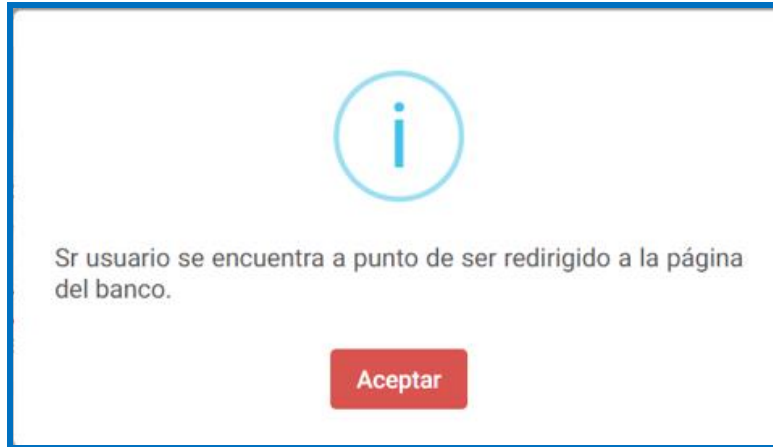 i
Sr usuario se encuentra a punto de ser redirigido a la página
del banco.
Aceptar